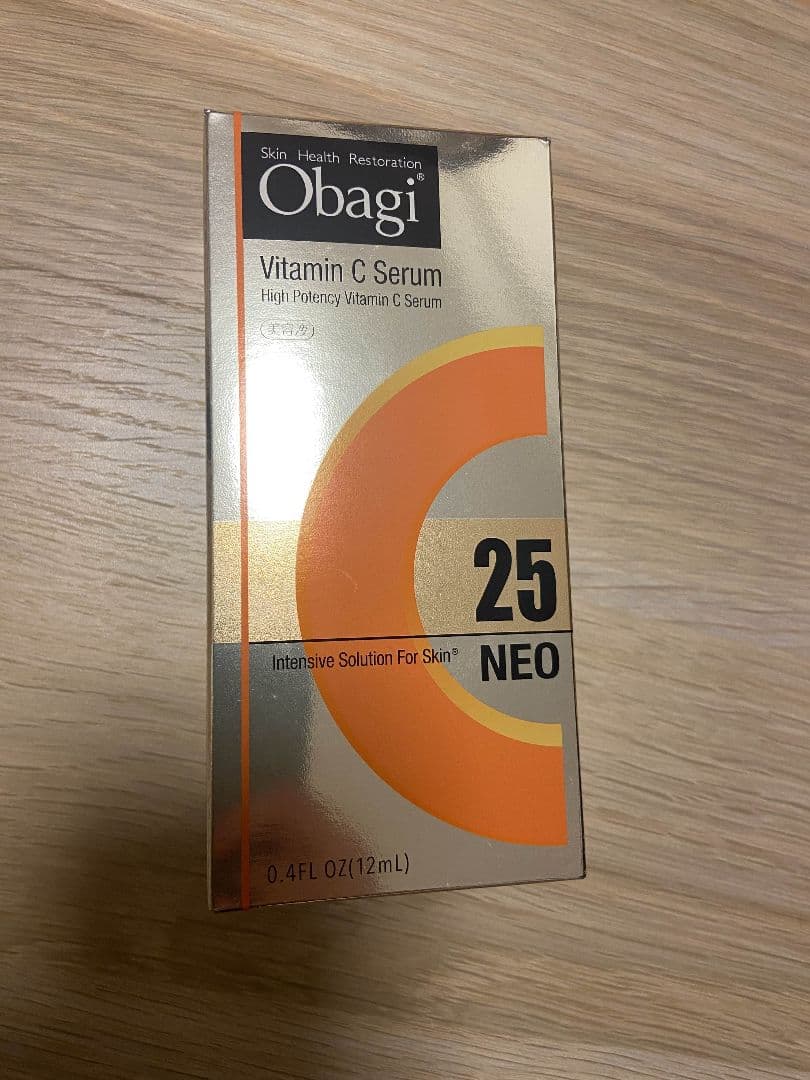 Skin Health Restoration
Obagi®
Vitamin C Serum
High Potency Vitamin C Serum
美容液
25
Intensive Solution For Skin®
NEO
0.4FL OZ(12mL)